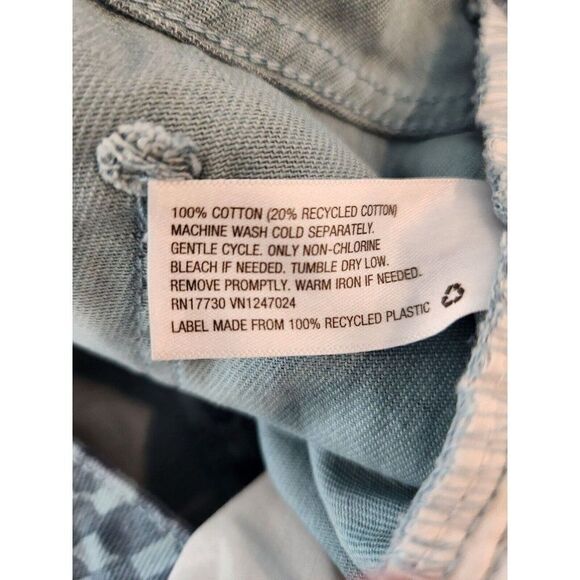 100% COTTON (20% RECYCLED COTTON)
MACHINE WASH COLD SEPARATELY.
GENTLE CYCLE. ONLY NON-CHLORINE
BLEACH IF NEEDED. TUMBLE DRY LOW.
REMOVE PROMPTLY. WARM IRON IF NEEDED.
RN17730 VN1247024
LABEL MADE FROM 100% RECYCLED PLASTIC